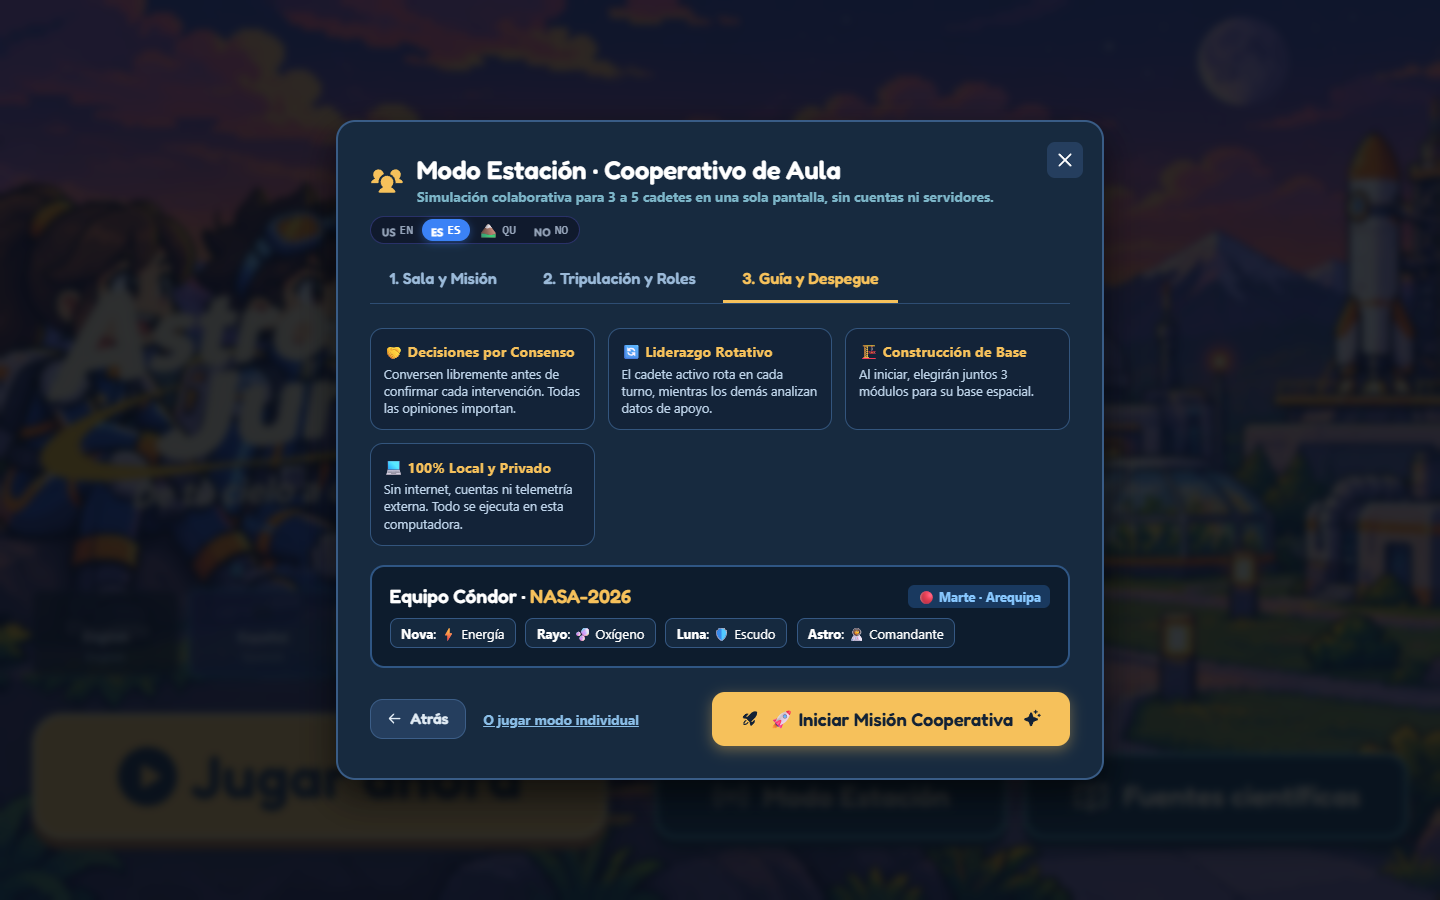 Modo Estación · Cooperativo de Aula
Simulación colaborativa para 3 a 5 cadetes en una sola pantalla, sin cuentas ni servidores.
US EN ES ES QU NO NO
1. Sala y Misión 2. Tripulación y Roles 3. Guía y Despegue
Decisiones por Consenso
Conversen libremente antes de
confirmar cada intervención. Todas
las opiniones importan.
Liderazgo Rotativo
El cadete activo rota en cada
turno, mientras los demás analizan
datos de apoyo.
Construcción de Base
Al iniciar, elegirán juntos 3
módulos para su base espacial.
100% Local y Privado
Sin internet, cuentas ni telemetría
externa. Todo se ejecuta en esta
computadora.
Equipo Cóndor · NASA-2026
Marte · Arequipa
Nova: Energía Rayo: Oxígeno Luna: Escudo Astro: Comandante
← Atrás O jugar modo individual Iniciar Misión Cooperativa
Jugar ahora Modo Estación Fuentes científicas